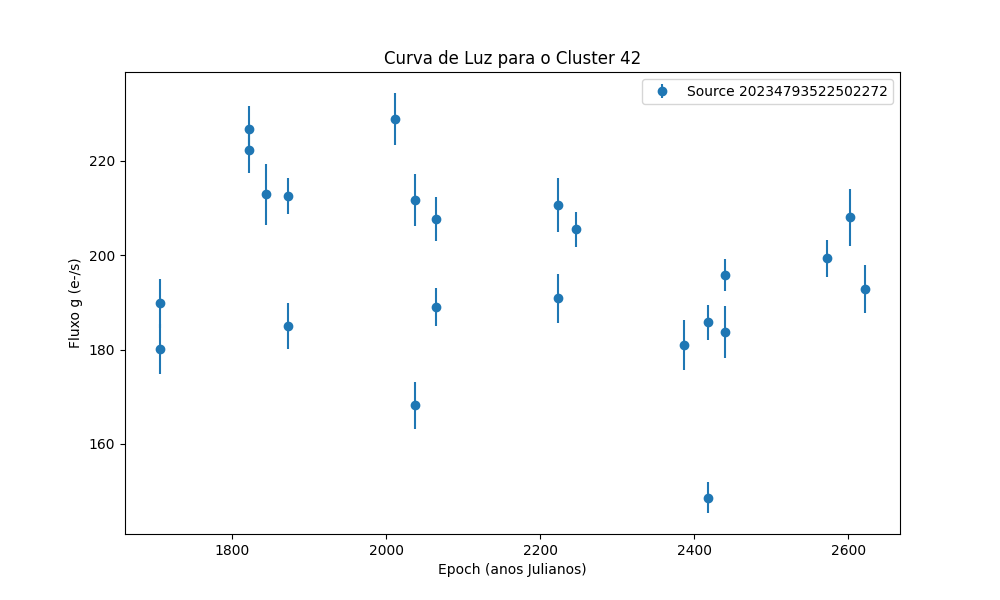 Curva de Luz para o Cluster 42
Source 20234793522502272
Fluxo g (e-/s)
220
200
180
160
1800 2000 2200 2400 2600
Epoch (anos Julianos)